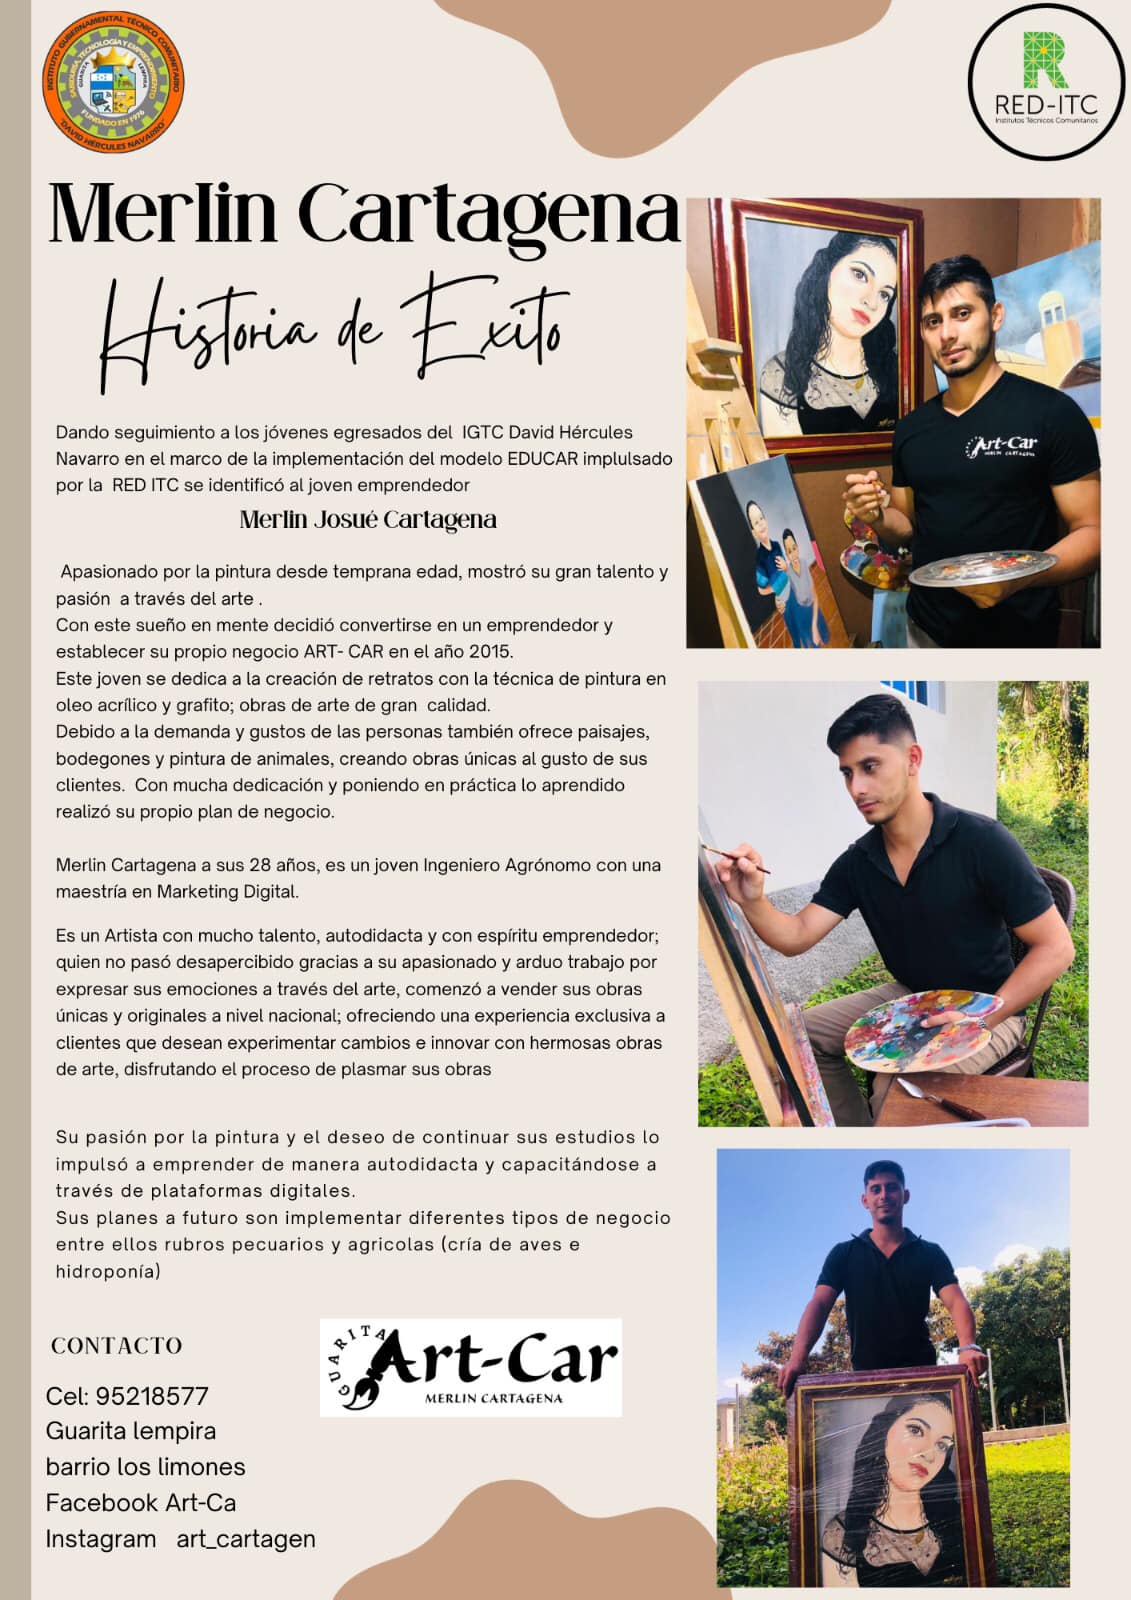 INSTITUTO GUBERNAMENTAL TÉCNICO COMUNITARIO
SABIDURÍA, TECNOLOGÍA Y EMPRENDIMIENTO
GUARITA LEMPIRA
FUNDADO EN 1976
"DAVID HÉRCULES NAVARRO"
RED-ITC
Institutos Técnicos Comunitarios
Merlin Cartagena
Historia de Exito
Dando seguimiento a los jóvenes egresados del IGTC David Hércules
Navarro en el marco de la implementación del modelo EDUCAR implulsado
por la RED ITC se identificó al joven emprendedor
Merlin Josué Cartagena
Apasionado por la pintura desde temprana edad, mostró su gran talento y
pasión a través del arte .
Con este sueño en mente decidió convertirse en un emprendedor y
establecer su propio negocio ART- CAR en el año 2015.
Este joven se dedica a la creación de retratos con la técnica de pintura en
oleo acrílico y grafito; obras de arte de gran calidad.
Debido a la demanda y gustos de las personas también ofrece paisajes,
bodegones y pintura de animales, creando obras únicas al gusto de sus
clientes. Con mucha dedicación y poniendo en práctica lo aprendido
realizó su propio plan de negocio.
Merlin Cartagena a sus 28 años, es un joven Ingeniero Agrónomo con una
maestría en Marketing Digital.
Es un Artista con mucho talento, autodidacta y con espíritu emprendedor;
quien no pasó desapercibido gracias a su apasionado y arduo trabajo por
expresar sus emociones a través del arte, comenzó a vender sus obras
únicas y originales a nivel nacional; ofreciendo una experiencia exclusiva a
clientes que desean experimentar cambios e innovar con hermosas obras
de arte, disfrutando el proceso de plasmar sus obras
Su pasión por la pintura y el deseo de continuar sus estudios lo
impulsó a emprender de manera autodidacta y capacitándose a
través de plataformas digitales.
Sus planes a futuro son implementar diferentes tipos de negocio
entre ellos rubros pecuarios y agricolas (cría de aves e
hidroponía)
CONTACTO
Cel: 95218577
Guarita lempira
barrio los limones
Facebook Art-Ca
Instagram art_cartagen
GUARITA
Art-Car
MERLIN CARTAGENA
Art-Car
MERLIN CARTAGENA